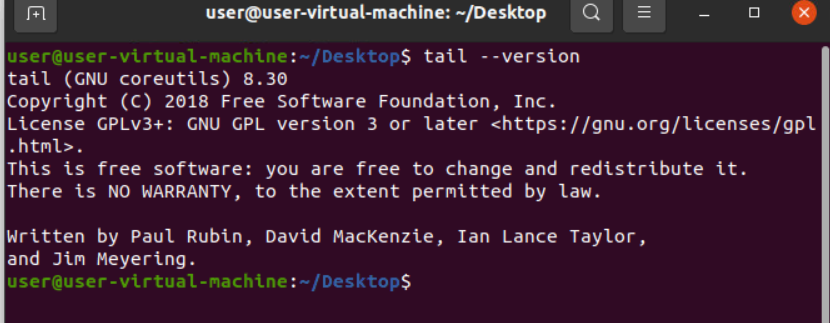 user@user-virtual-machine: ~/Desktop
user@user-virtual-machine:~/Desktop$ tail --version
tail (GNU coreutils) 8.30
Copyright (C) 2018 Free Software Foundation, Inc.
License GPLv3+: GNU GPL version 3 or later <https://gnu.org/licenses/gpl
.html>.
This is free software: you are free to change and redistribute it.
There is NO WARRANTY, to the extent permitted by law.

Written by Paul Rubin, David MacKenzie, Ian Lance Taylor,
and Jim Meyering.
user@user-virtual-machine:~/Desktop$